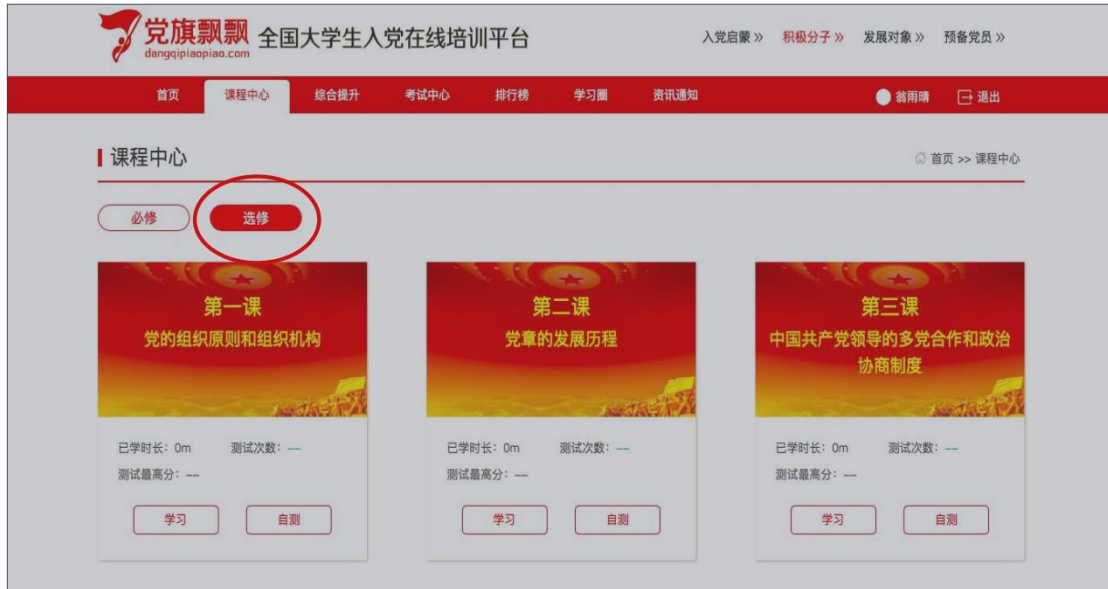 党旗飘飘 全国大学生入党在线培训平台
dangqipiaopiao.com
入党启蒙 » 积极分子 » 发展对象 » 预备党员 »
首页 课程中心 综合提升 考试中心 排行榜 学习圈 资讯通知 翁雨晴 退出
课程中心
首页 >> 课程中心
必修 选修
第一课
党的组织原则和组织机构
已学时长：0m 测试次数：--
测试最高分：--
学习 自测
第二课
党章的发展历程
已学时长：0m 测试次数：--
测试最高分：--
学习 自测
第三课
中国共产党领导的多党合作和政治
协商制度
已学时长：0m 测试次数：--
测试最高分：--
学习 自测